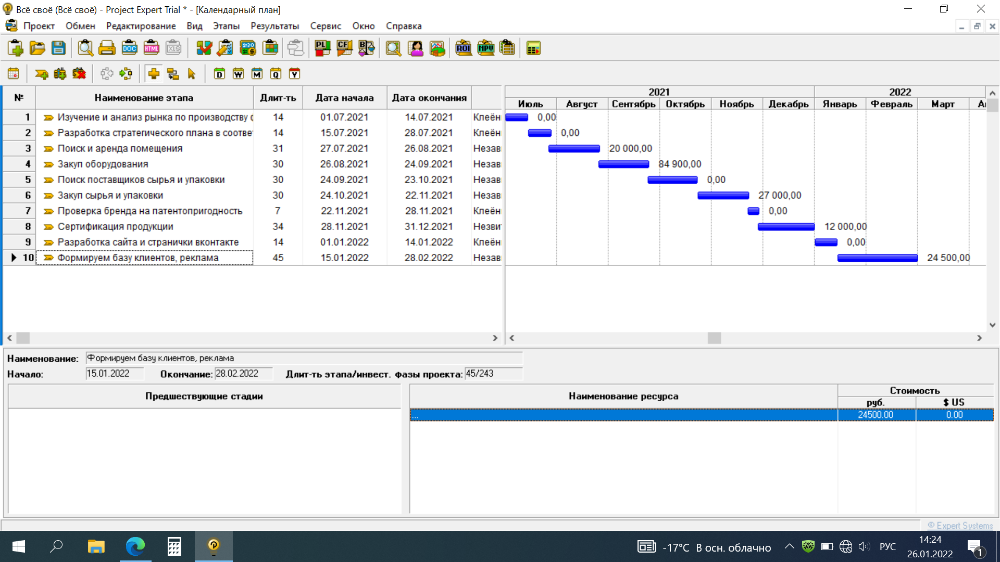 Всё своё (Всё своё) - Project Expert Trial * - [Календарный план]
Проект Обмен Редактирование Вид Этапы Результаты Сервис Окно Справка
DOC HTML XLS 1:30 $ PL CF B ROI NPV
D W M Q Y
№ Наименование этапа Длит-ть Дата начала Дата окончания
2021 2022
Июль Август Сентябрь Октябрь Ноябрь Декабрь Январь Февраль Март
1 Изучение и анализ рынка по производству 14 01.07.2021 14.07.2021 Клеён 0,00
2 Разработка стратегического плана в соотве 14 15.07.2021 28.07.2021 Клеён 0,00
3 Поиск и аренда помещения 31 27.07.2021 26.08.2021 Незав 20 000,00
4 Закуп оборудования 30 26.08.2021 24.09.2021 Незав 84 900,00
5 Поиск поставщиков сырья и упаковки 30 24.09.2021 23.10.2021 Незав 0,00
6 Закуп сырья и упаковки 30 24.10.2021 22.11.2021 Незав 27 000,00
7 Проверка бренда на патентопригодность 7 22.11.2021 28.11.2021 Клеён 0,00
8 Сертификация продукции 34 28.11.2021 31.12.2021 Незви 12 000,00
9 Разработка сайта и странички вконтакте 14 01.01.2022 14.01.2022 Клеён 0,00
10 Формируем базу клиентов, реклама 45 15.01.2022 28.02.2022 Незав 24 500,00
Наименование: Формируем базу клиентов, реклама
Начало: 15.01.2022 Окончание: 28.02.2022 Длит-ть этапа/инвест. фазы проекта: 45/243
Предшествующие стадии Наименование ресурса Стоимость
руб. $ US
... 24500.00 0.00
© Expert Systems
-17°C В осн. облачно РУС 14:24
26.01.2022 1